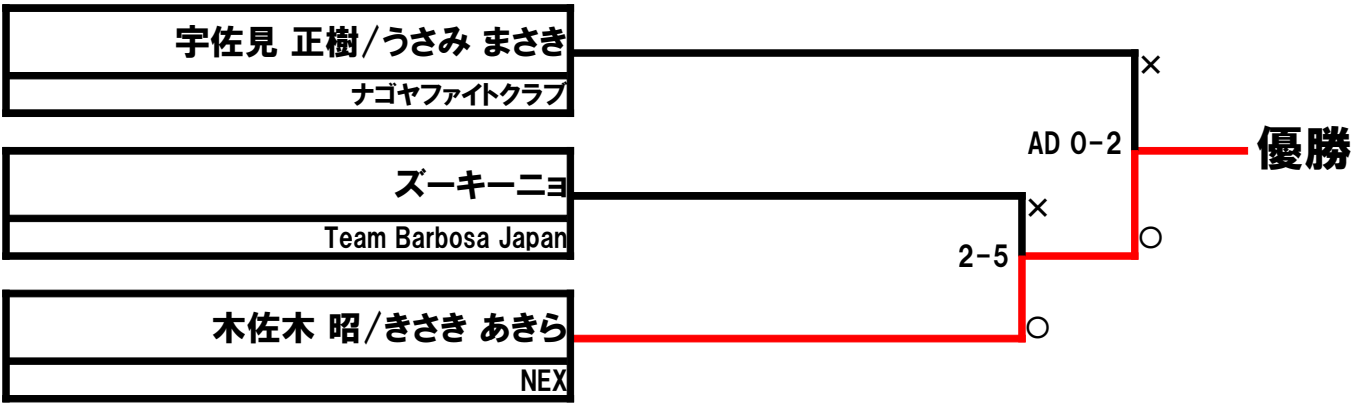 宇佐見 正樹/うさみ まさき
ナゴヤファイトクラブ
×
AD 0-2
優勝
ズーキーニョ
Team Barbosa Japan
×
○
2-5
木佐木 昭/きさき あきら
○
NEX